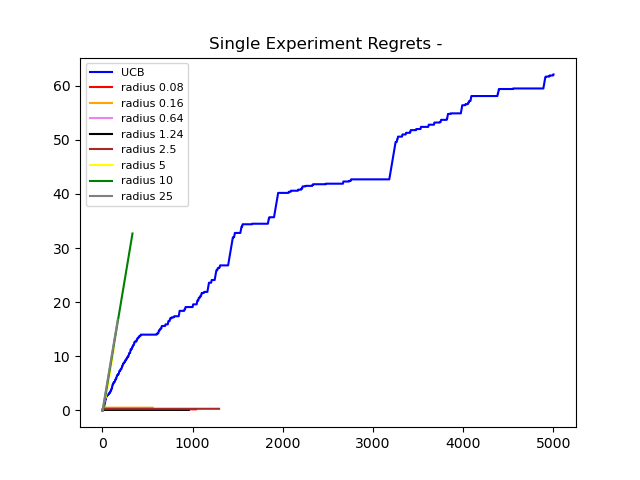 Single Experiment Regrets -
UCB
radius 0.08
radius 0.16
radius 0.64
radius 1.24
radius 2.5
radius 5
radius 10
radius 25
60
50
40
30
20
10
0
0 1000 2000 3000 4000 5000